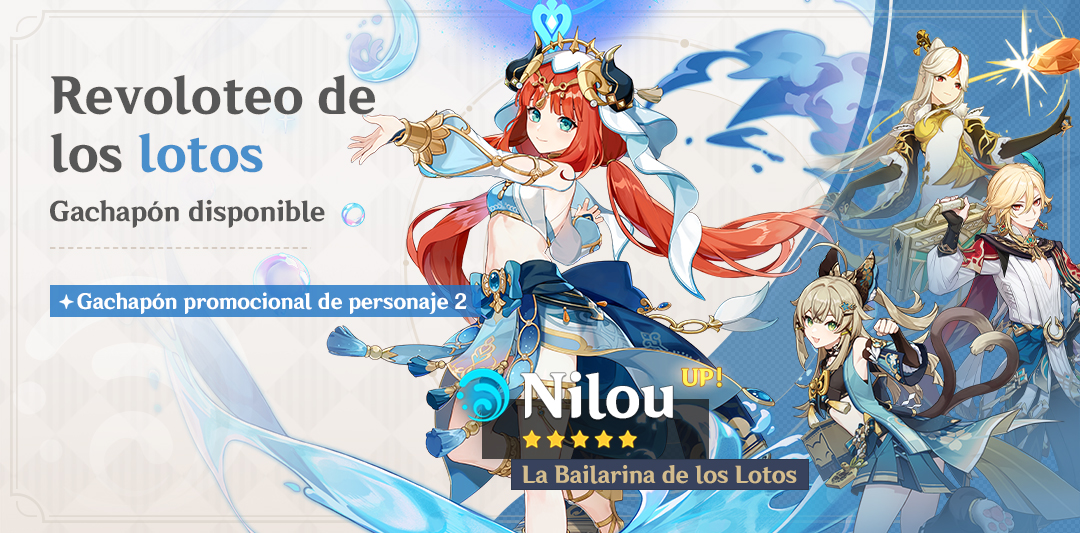 Revoloteo de
los lotos
Gachapón disponible
Gachapón promocional de personaje 2
Nilou UP!
La Bailarina de los Lotos